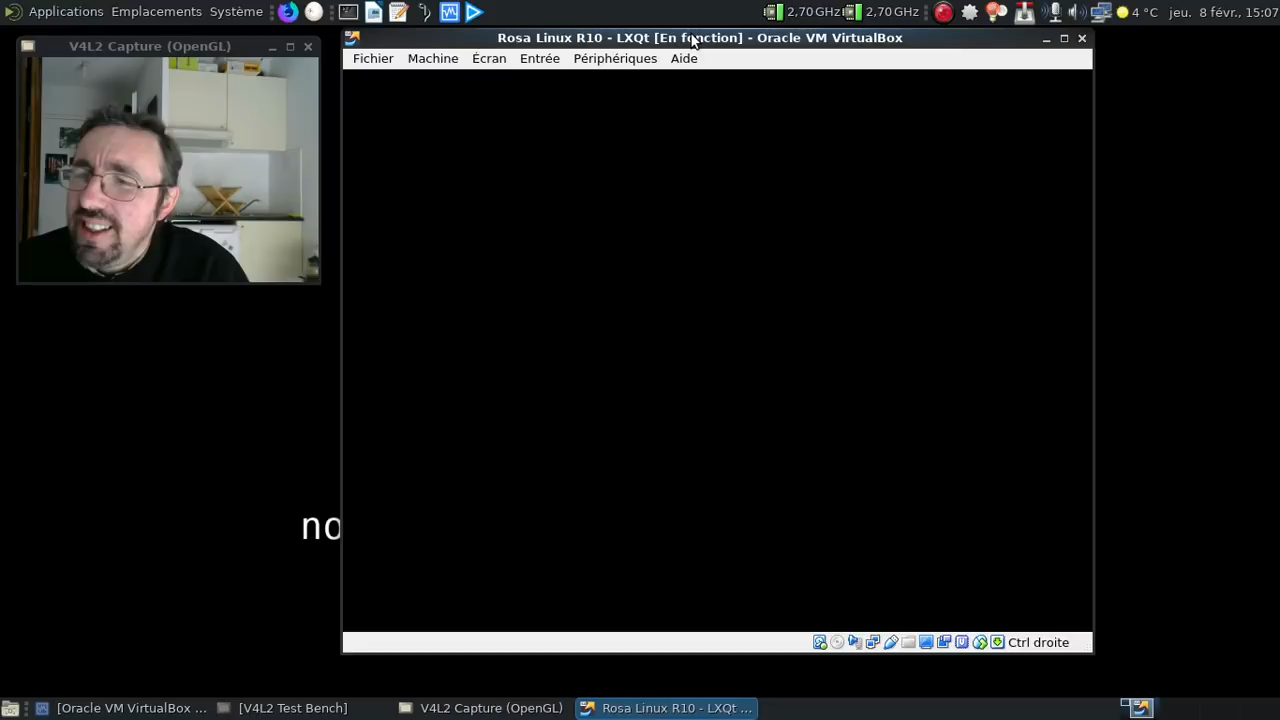 Applications Emplacements Système 2,70 GHz 2,70 GHz 4 °C jeu. 8 févr., 15:07
V4L2 Capture (OpenGL)
Rosa Linux R10 - LXQt [En fonction] - Oracle VM VirtualBox
Fichier Machine Écran Entrée Périphériques Aide
no
Ctrl droite
[Oracle VM VirtualBox ... [V4L2 Test Bench] V4L2 Capture (OpenGL) Rosa Linux R10 - LXQt ...